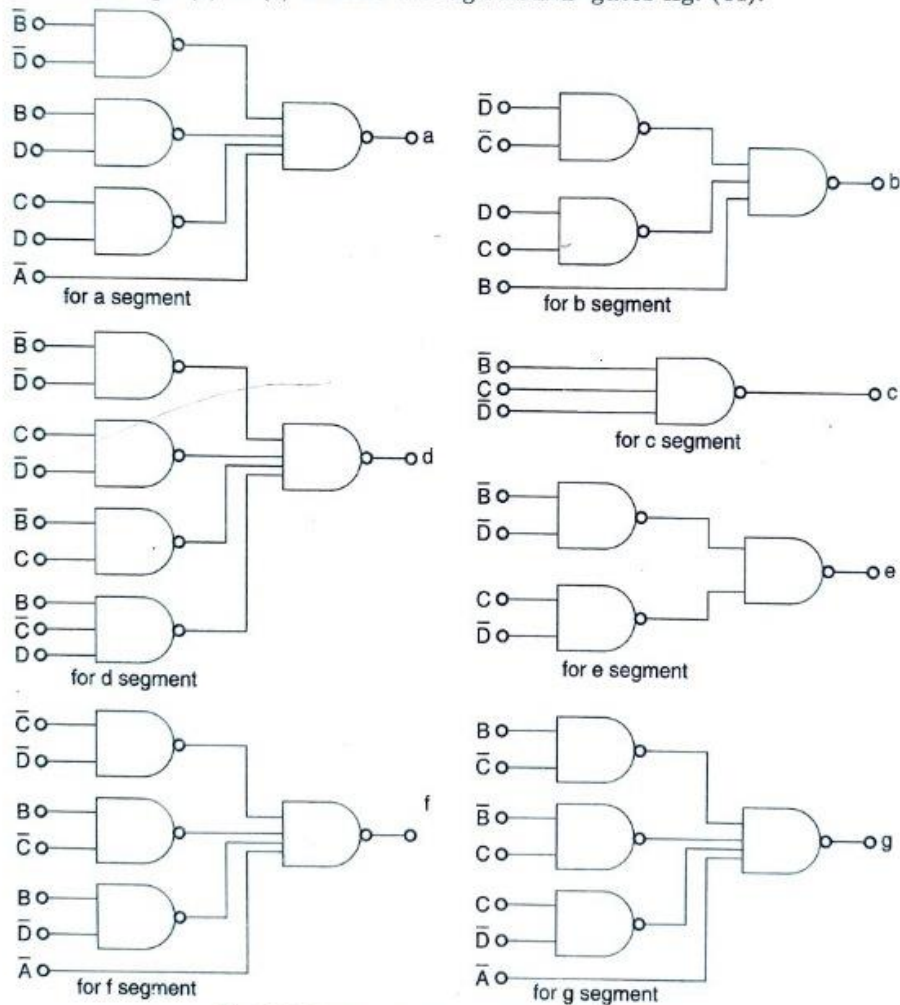 B̅
D̅
B
D
C
D
A̅
a
for a segment
D̅
C̅
D
C
B
b
for b segment
B̅
D̅
C
D̅
B̅
C
B
C̅
D
d
for d segment
B̅
C
D̅
c
for c segment
B̅
D̅
C
D̅
e
for e segment
C̅
D̅
B
C̅
B
D̅
A̅
f
for f segment
B
C̅
B̅
C
C
D̅
A̅
g
for g segment